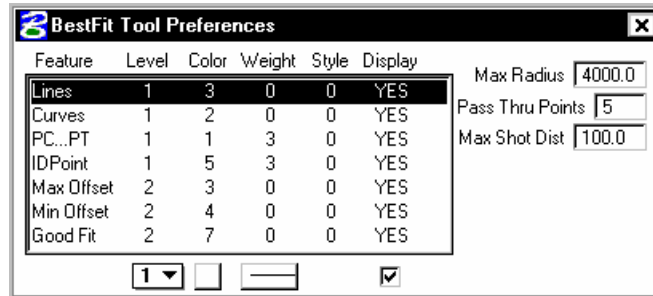 BestFit Tool Preferences
Feature Level Color Weight Style Display
Lines 1 3 0 0 YES
Curves 1 2 0 0 YES
PC...PT 1 1 3 0 YES
IDPoint 1 5 3 0 YES
Max Offset 2 3 0 0 YES
Min Offset 2 4 0 0 YES
Good Fit 2 7 0 0 YES
1
Max Radius 4000.0
Pass Thru Points 5
Max Shot Dist 100.0